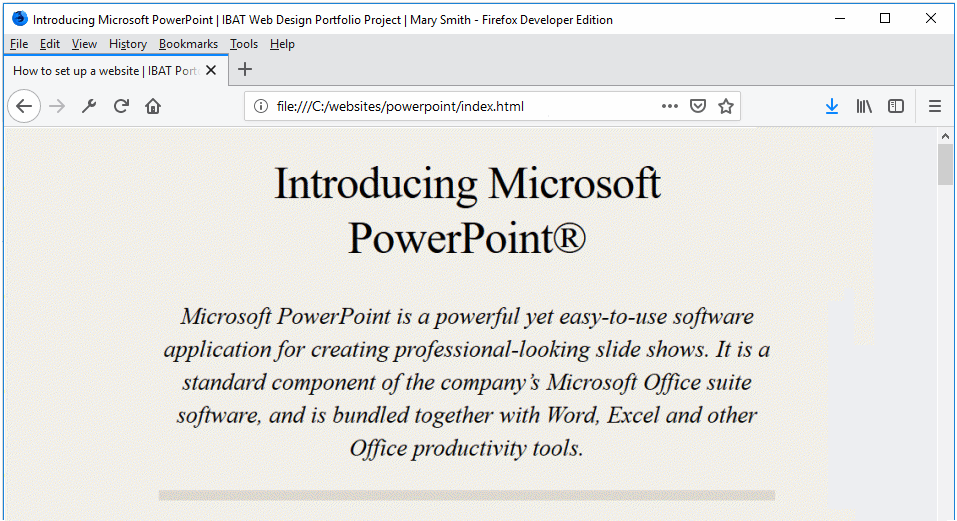 Introducing Microsoft PowerPoint | IBAT Web Design Portfolio Project | Mary Smith - Firefox Developer Edition
File Edit View History Bookmarks Tools Help
How to set up a website | IBAT Port
file:///C:/websites/powerpoint/index.html
Introducing Microsoft
PowerPoint®
Microsoft PowerPoint is a powerful yet easy-to-use software
application for creating professional-looking slide shows. It is a
standard component of the company’s Microsoft Office suite
software, and is bundled together with Word, Excel and other
Office productivity tools.